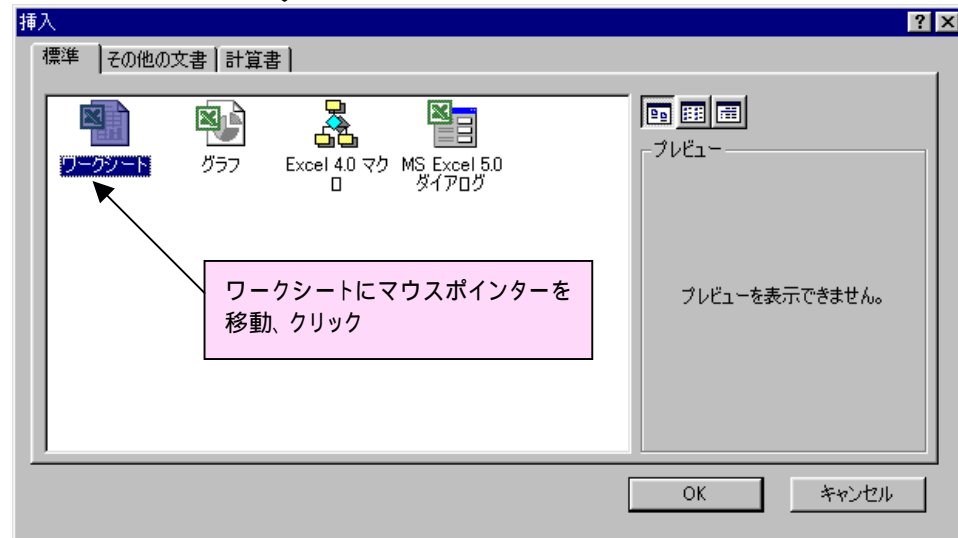 挿入
標準 その他の文書 計算書
ワークシート グラフ Excel 4.0 マクロ MS Excel 5.0 ダイアログ
プレビュー
プレビューを表示できません。
ワークシートにマウスポインターを
移動、クリック
OK キャンセル